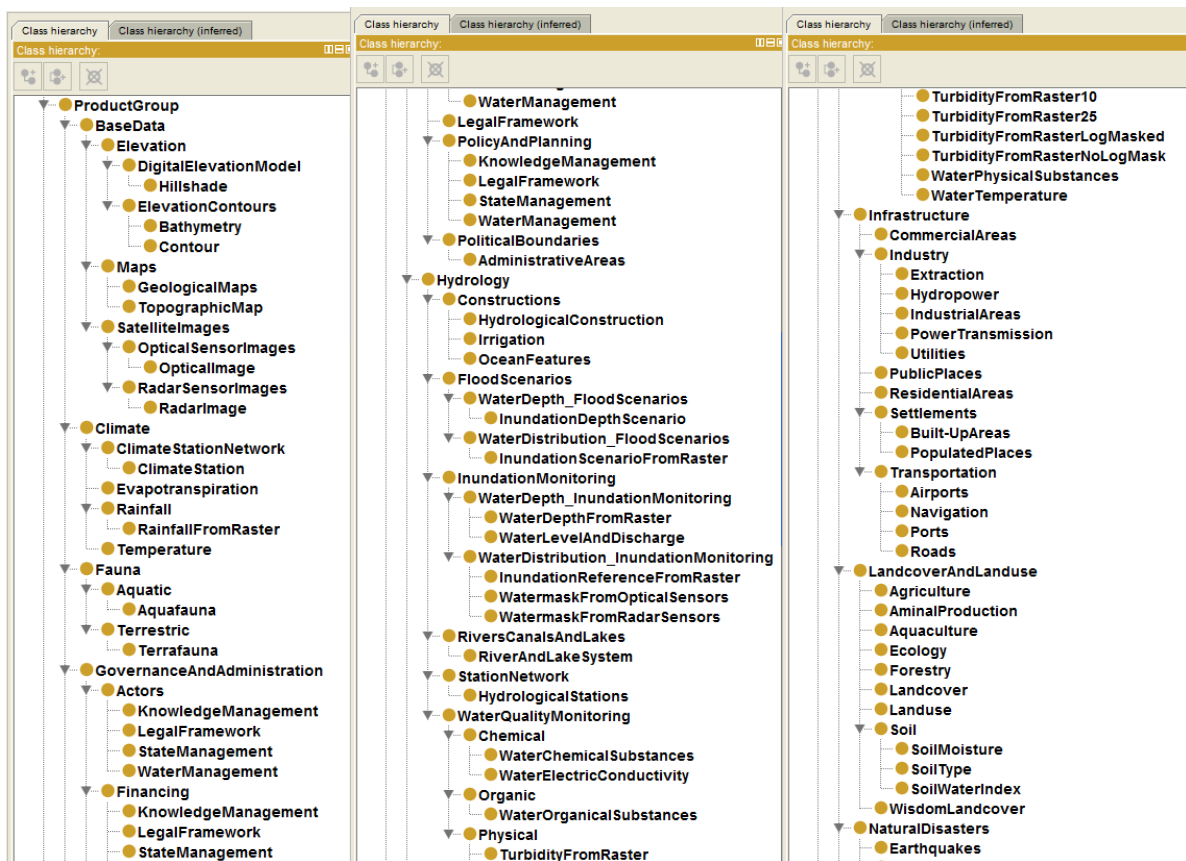 Class hierarchy Class hierarchy (inferred)
Class hierarchy:
ProductGroup
BaseData
Elevation
DigitalElevationModel
Hillshade
ElevationContours
Bathymetry
Contour
Maps
GeologicalMaps
TopographicMap
SatelliteImages
OpticalSensorImages
OpticalImage
RadarSensorImages
RadarImage
Climate
ClimateStationNetwork
ClimateStation
Evapotranspiration
Rainfall
RainfallFromRaster
Temperature
Fauna
Aquatic
Aquafauna
Terrestric
Terrafauna
GovernanceAndAdministration
Actors
KnowledgeManagement
LegalFramework
StateManagement
WaterManagement
Financing
KnowledgeManagement
LegalFramework
StateManagement
Class hierarchy Class hierarchy (inferred)
Class hierarchy:
WaterManagement
LegalFramework
PolicyAndPlanning
KnowledgeManagement
LegalFramework
StateManagement
WaterManagement
PoliticalBoundaries
AdministrativeAreas
Hydrology
Constructions
HydrologicalConstruction
Irrigation
OceanFeatures
FloodScenarios
WaterDepth_FloodScenarios
InundationDepthScenario
WaterDistribution_FloodScenarios
InundationScenarioFromRaster
InundationMonitoring
WaterDepth_InundationMonitoring
WaterDepthFromRaster
WaterLevelAndDischarge
WaterDistribution_InundationMonitoring
InundationReferenceFromRaster
WatermaskFromOpticalSensors
WatermaskFromRadarSensors
RiversCanalsAndLakes
RiverAndLakeSystem
StationNetwork
HydrologicalStations
WaterQualityMonitoring
Chemical
WaterChemicalSubstances
WaterElectricConductivity
Organic
WaterOrganicalSubstances
Physical
TurbidityFromRaster
Class hierarchy Class hierarchy (inferred)
Class hierarchy:
TurbidityFromRaster10
TurbidityFromRaster25
TurbidityFromRasterLogMasked
TurbidityFromRasterNoLogMask
WaterPhysicalSubstances
WaterTemperature
Infrastructure
CommercialAreas
Industry
Extraction
Hydropower
IndustrialAreas
PowerTransmission
Utilities
PublicPlaces
ResidentialAreas
Settlements
Built-UpAreas
PopulatedPlaces
Transportation
Airports
Navigation
Ports
Roads
LandcoverAndLanduse
Agriculture
AminalProduction
Aquaculture
Ecology
Forestry
Landcover
Landuse
Soil
SoilMoisture
SoilType
SoilWaterIndex
WisdomLandcover
NaturalDisasters
Earthquakes